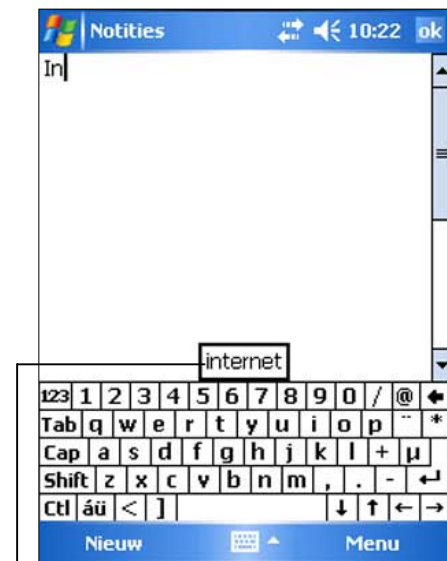 Notities 10:22 ok
In
internet
123 1 2 3 4 5 6 7 8 9 0 / @ ←
Tab q w e r t y u i o p ¨ *
Cap a s d f g h j k l + µ
Shift z x c v b n m , . - ↵
Ctl áü < ] ↓ ↑ ← →
Nieuw Menu